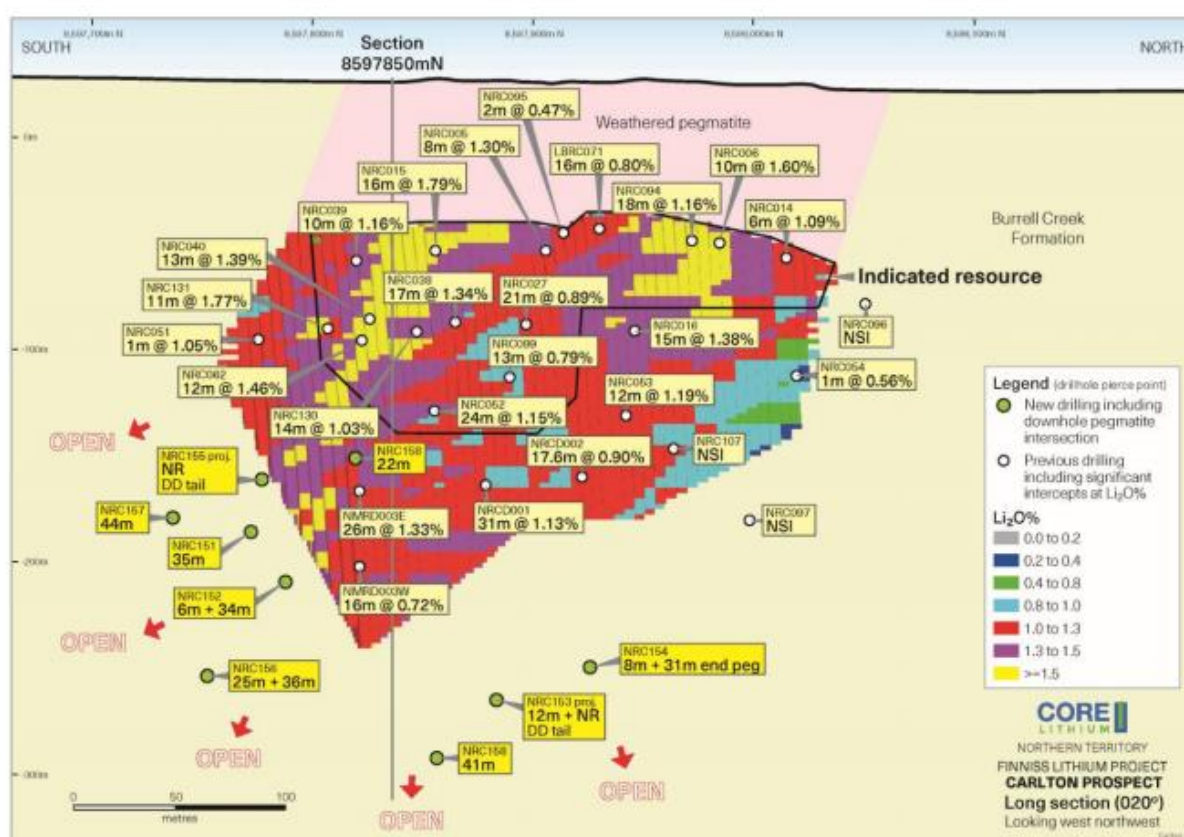 SOUTH
NORTH
Section
8597850mN
NRC095
2m @ 0.47%
Weathered pegmatite
NRC005
8m @ 1.30%
LBRC071
16m @ 0.80%
NRC006
10m @ 1.60%
NRC015
16m @ 1.79%
NRC094
18m @ 1.16%
NRC014
6m @ 1.09%
NRC039
10m @ 1.16%
Burrell Creek
Formation
NRC040
13m @ 1.39%
Indicated resource
NRC131
11m @ 1.77%
NRC038
17m @ 1.34%
NRC027
21m @ 0.89%
NRC051
1m @ 1.05%
NRC016
15m @ 1.38%
NRC096
NSI
-100m
NRC099
13m @ 0.79%
NRC054
1m @ 0.56%
12m @ 1.46%
NRC053
12m @ 1.19%
NRC052
24m @ 1.15%
NRC130
14m @ 1.03%
OPEN
NRC155 proj.
NR
DD tail
NRC158
22m
NRCD002
17.6m @ 0.90%
NRC107
NSI
NRC157
44m
NMRD003E
26m @ 1.33%
NRCD001
31m @ 1.13%
NRC097
NSI
NRC151
35m
-200m
NRC152
6m + 34m
NMRD003W
16m @ 0.72%
OPEN
NRC156
25m + 36m
NRC154
8m + 31m end peg
NRC153 proj.
12m + NR
DD tail
OPEN
NRC158
41m
OPEN
OPEN
0
50
100
metres
Legend (drillhole pierce point)
New drilling including
downhole pegmatite
intersection
Previous drilling
including significant
intercepts at Li₂O%
Li₂O%
0.0 to 0.2
0.2 to 0.4
0.4 to 0.8
0.8 to 1.0
1.0 to 1.3
1.3 to 1.5
>=1.5
CORE
LITHIUM
NORTHERN TERRITORY
FINNISS LITHIUM PROJECT
CARLTON PROSPECT
Long section (020º)
Looking west northwest